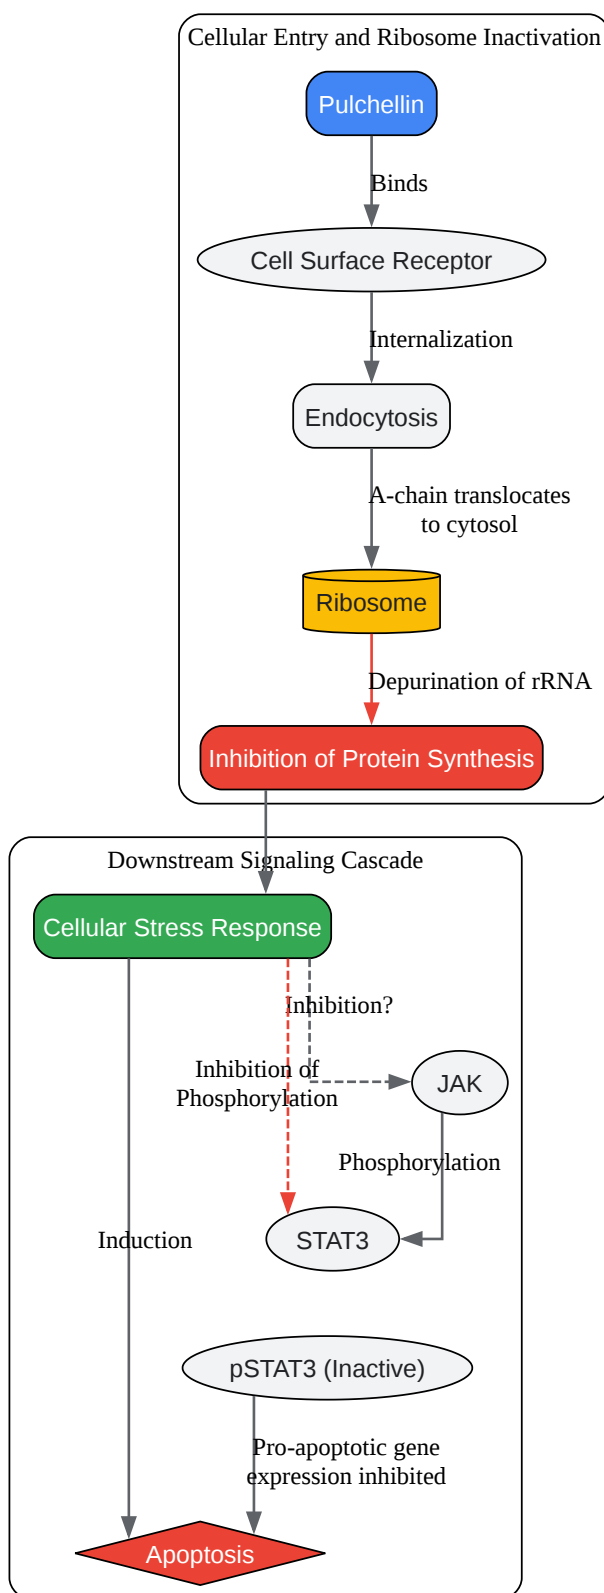 Cellular Entry and Ribosome Inactivation
Pulchellin
Binds
Cell Surface Receptor
Internalization
Endocytosis
A-chain translocates
to cytosol
Ribosome
Depurination of rRNA
Inhibition of Protein Synthesis
Downstream Signaling Cascade
Cellular Stress Response
Inhibition?
Inhibition of
Phosphorylation
JAK
Phosphorylation
STAT3
Induction
pSTAT3 (Inactive)
Pro-apoptotic gene
expression inhibited
Apoptosis